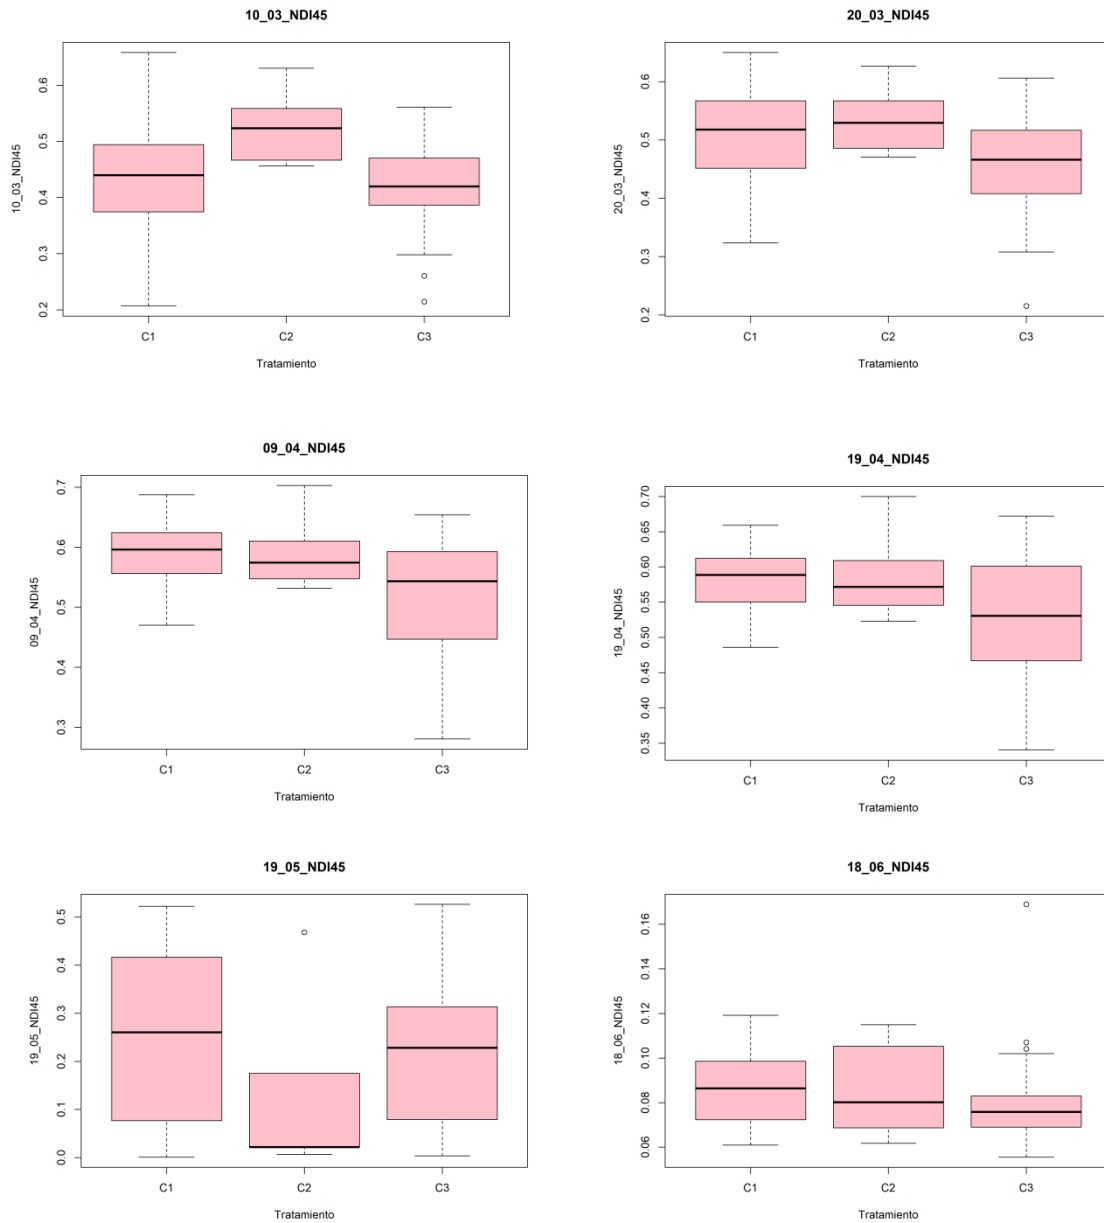 10_03_NDI45
10_03_NDI45
0.6
0.5
0.4
0.3
0.2
C1 C2 C3
Tratamiento
20_03_NDI45
20_03_NDI45
0.6
0.5
0.4
0.3
0.2
C1 C2 C3
Tratamiento
09_04_NDI45
09_04_NDI45
0.7
0.6
0.5
0.4
0.3
C1 C2 C3
Tratamiento
19_04_NDI45
19_04_NDI45
0.70
0.65
0.60
0.55
0.50
0.45
0.40
0.35
C1 C2 C3
Tratamiento
19_05_NDI45
19_05_NDI45
0.5
0.4
0.3
0.2
0.1
0.0
C1 C2 C3
Tratamiento
18_06_NDI45
18_06_NDI45
0.16
0.14
0.12
0.10
0.08
0.06
C1 C2 C3
Tratamiento